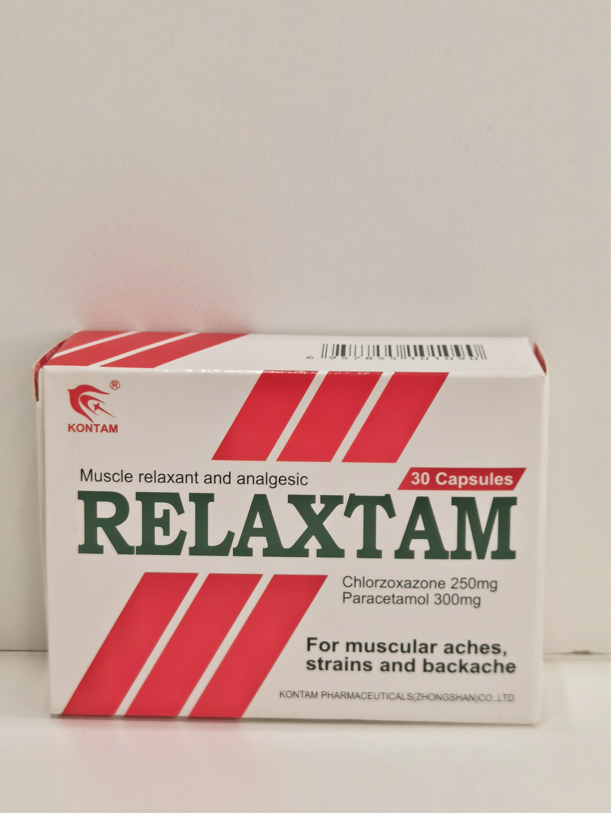 KONTAM
®
Muscle relaxant and analgesic
30 Capsules
RELAXTAM
Chlorzoxazone 250mg
Paracetamol 300mg
For muscular aches,
strains and backache
KONTAM PHARMACEUTICALS(ZHONGSHAN)CO.,LTD